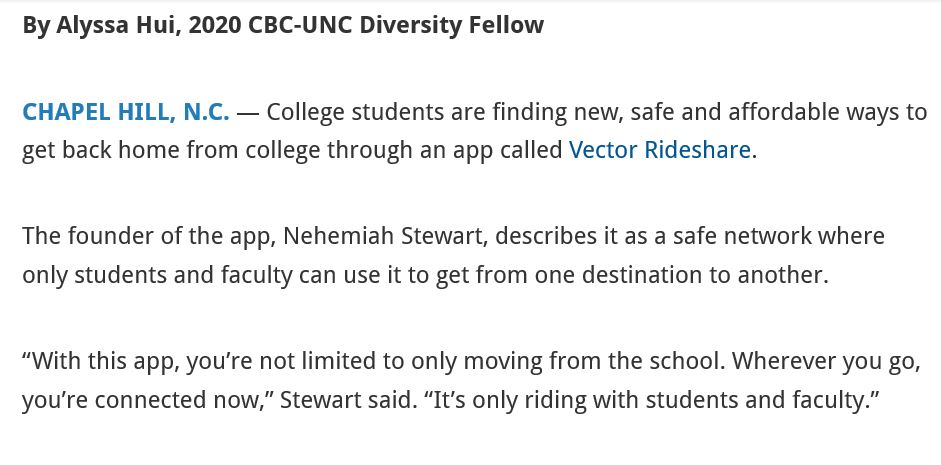 By Alyssa Hui, 2020 CBC-UNC Diversity Fellow
CHAPEL HILL, N.C. — College students are finding new, safe and affordable ways to
get back home from college through an app called Vector Rideshare.
The founder of the app, Nehemiah Stewart, describes it as a safe network where
only students and faculty can use it to get from one destination to another.
“With this app, you’re not limited to only moving from the school. Wherever you go,
you’re connected now,” Stewart said. “It’s only riding with students and faculty.”